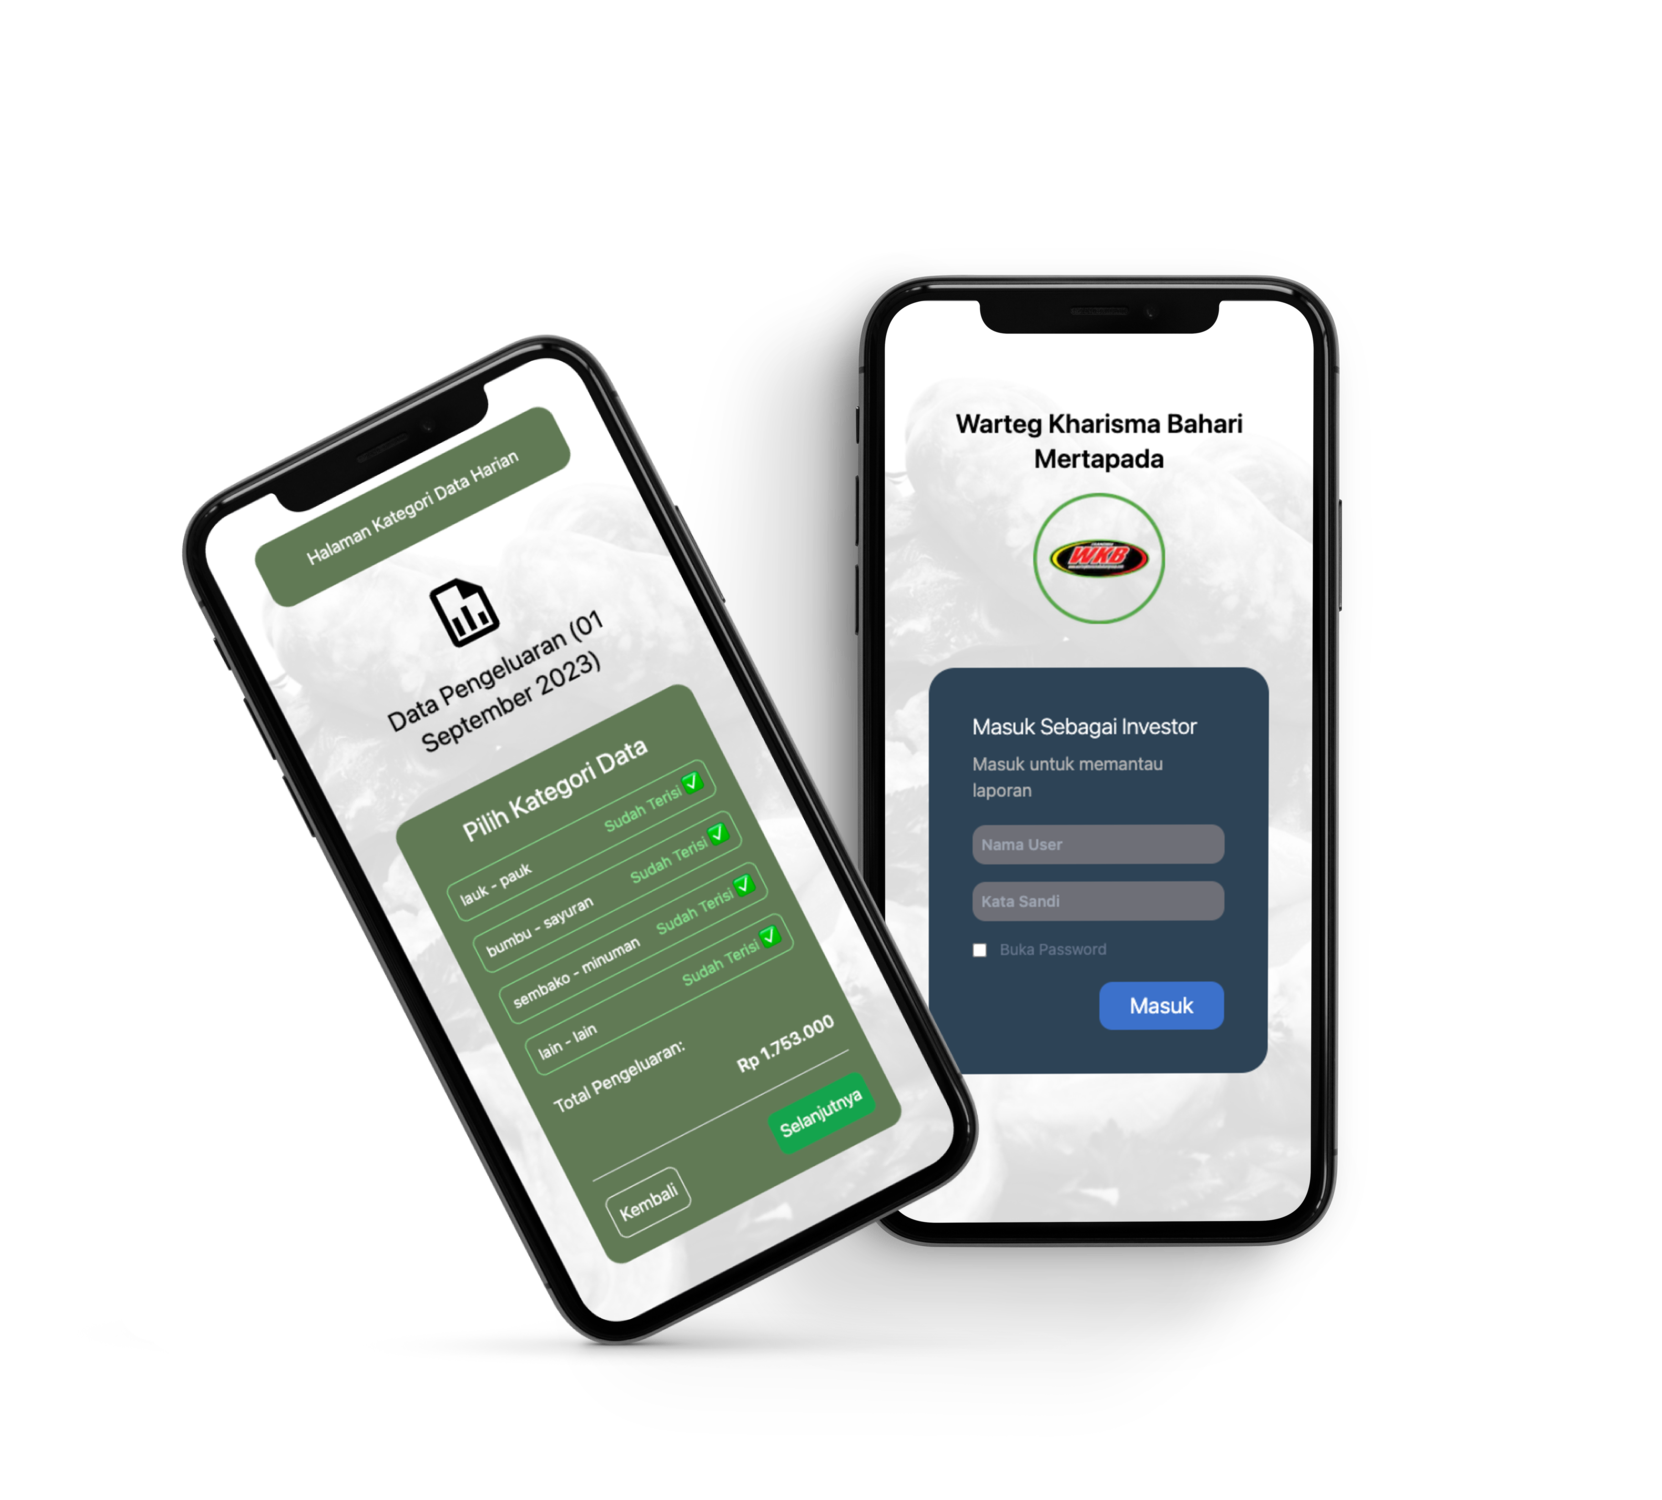 Halaman Kategori Data Harian
Data Pengeluaran (01
September 2023)
Pilih Kategori Data
lauk - pauk Sudah Terisi ✅
bumbu - sayuran Sudah Terisi ✅
sembako - minuman Sudah Terisi ✅
lain - lain Sudah Terisi ✅
Total Pengeluaran: Rp 1.753.000
Kembali Selanjutnya
Warteg Kharisma Bahari
Mertapada
WKB
Masuk Sebagai Investor
Masuk untuk memantau
laporan
Nama User
Kata Sandi
Buka Password
Masuk